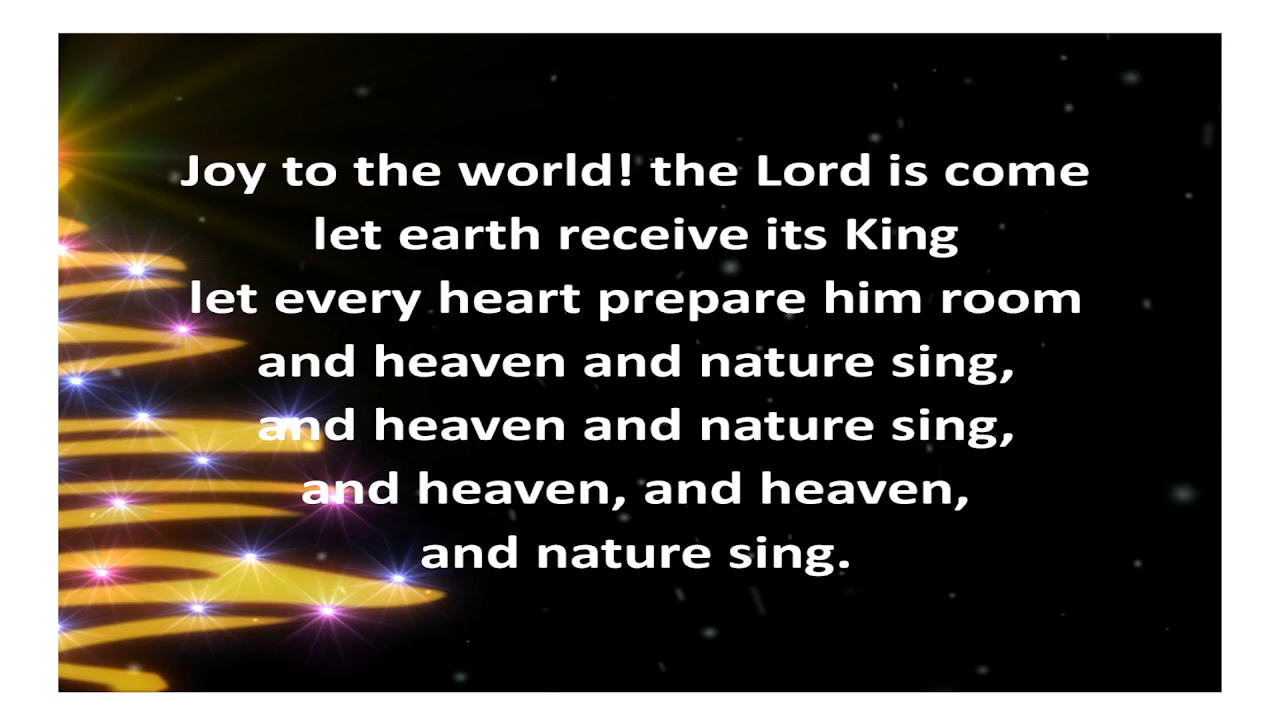 Joy to the world! the Lord is come
let earth receive its King
let every heart prepare him room
and heaven and nature sing,
and heaven and nature sing,
and heaven, and heaven,
and nature sing.